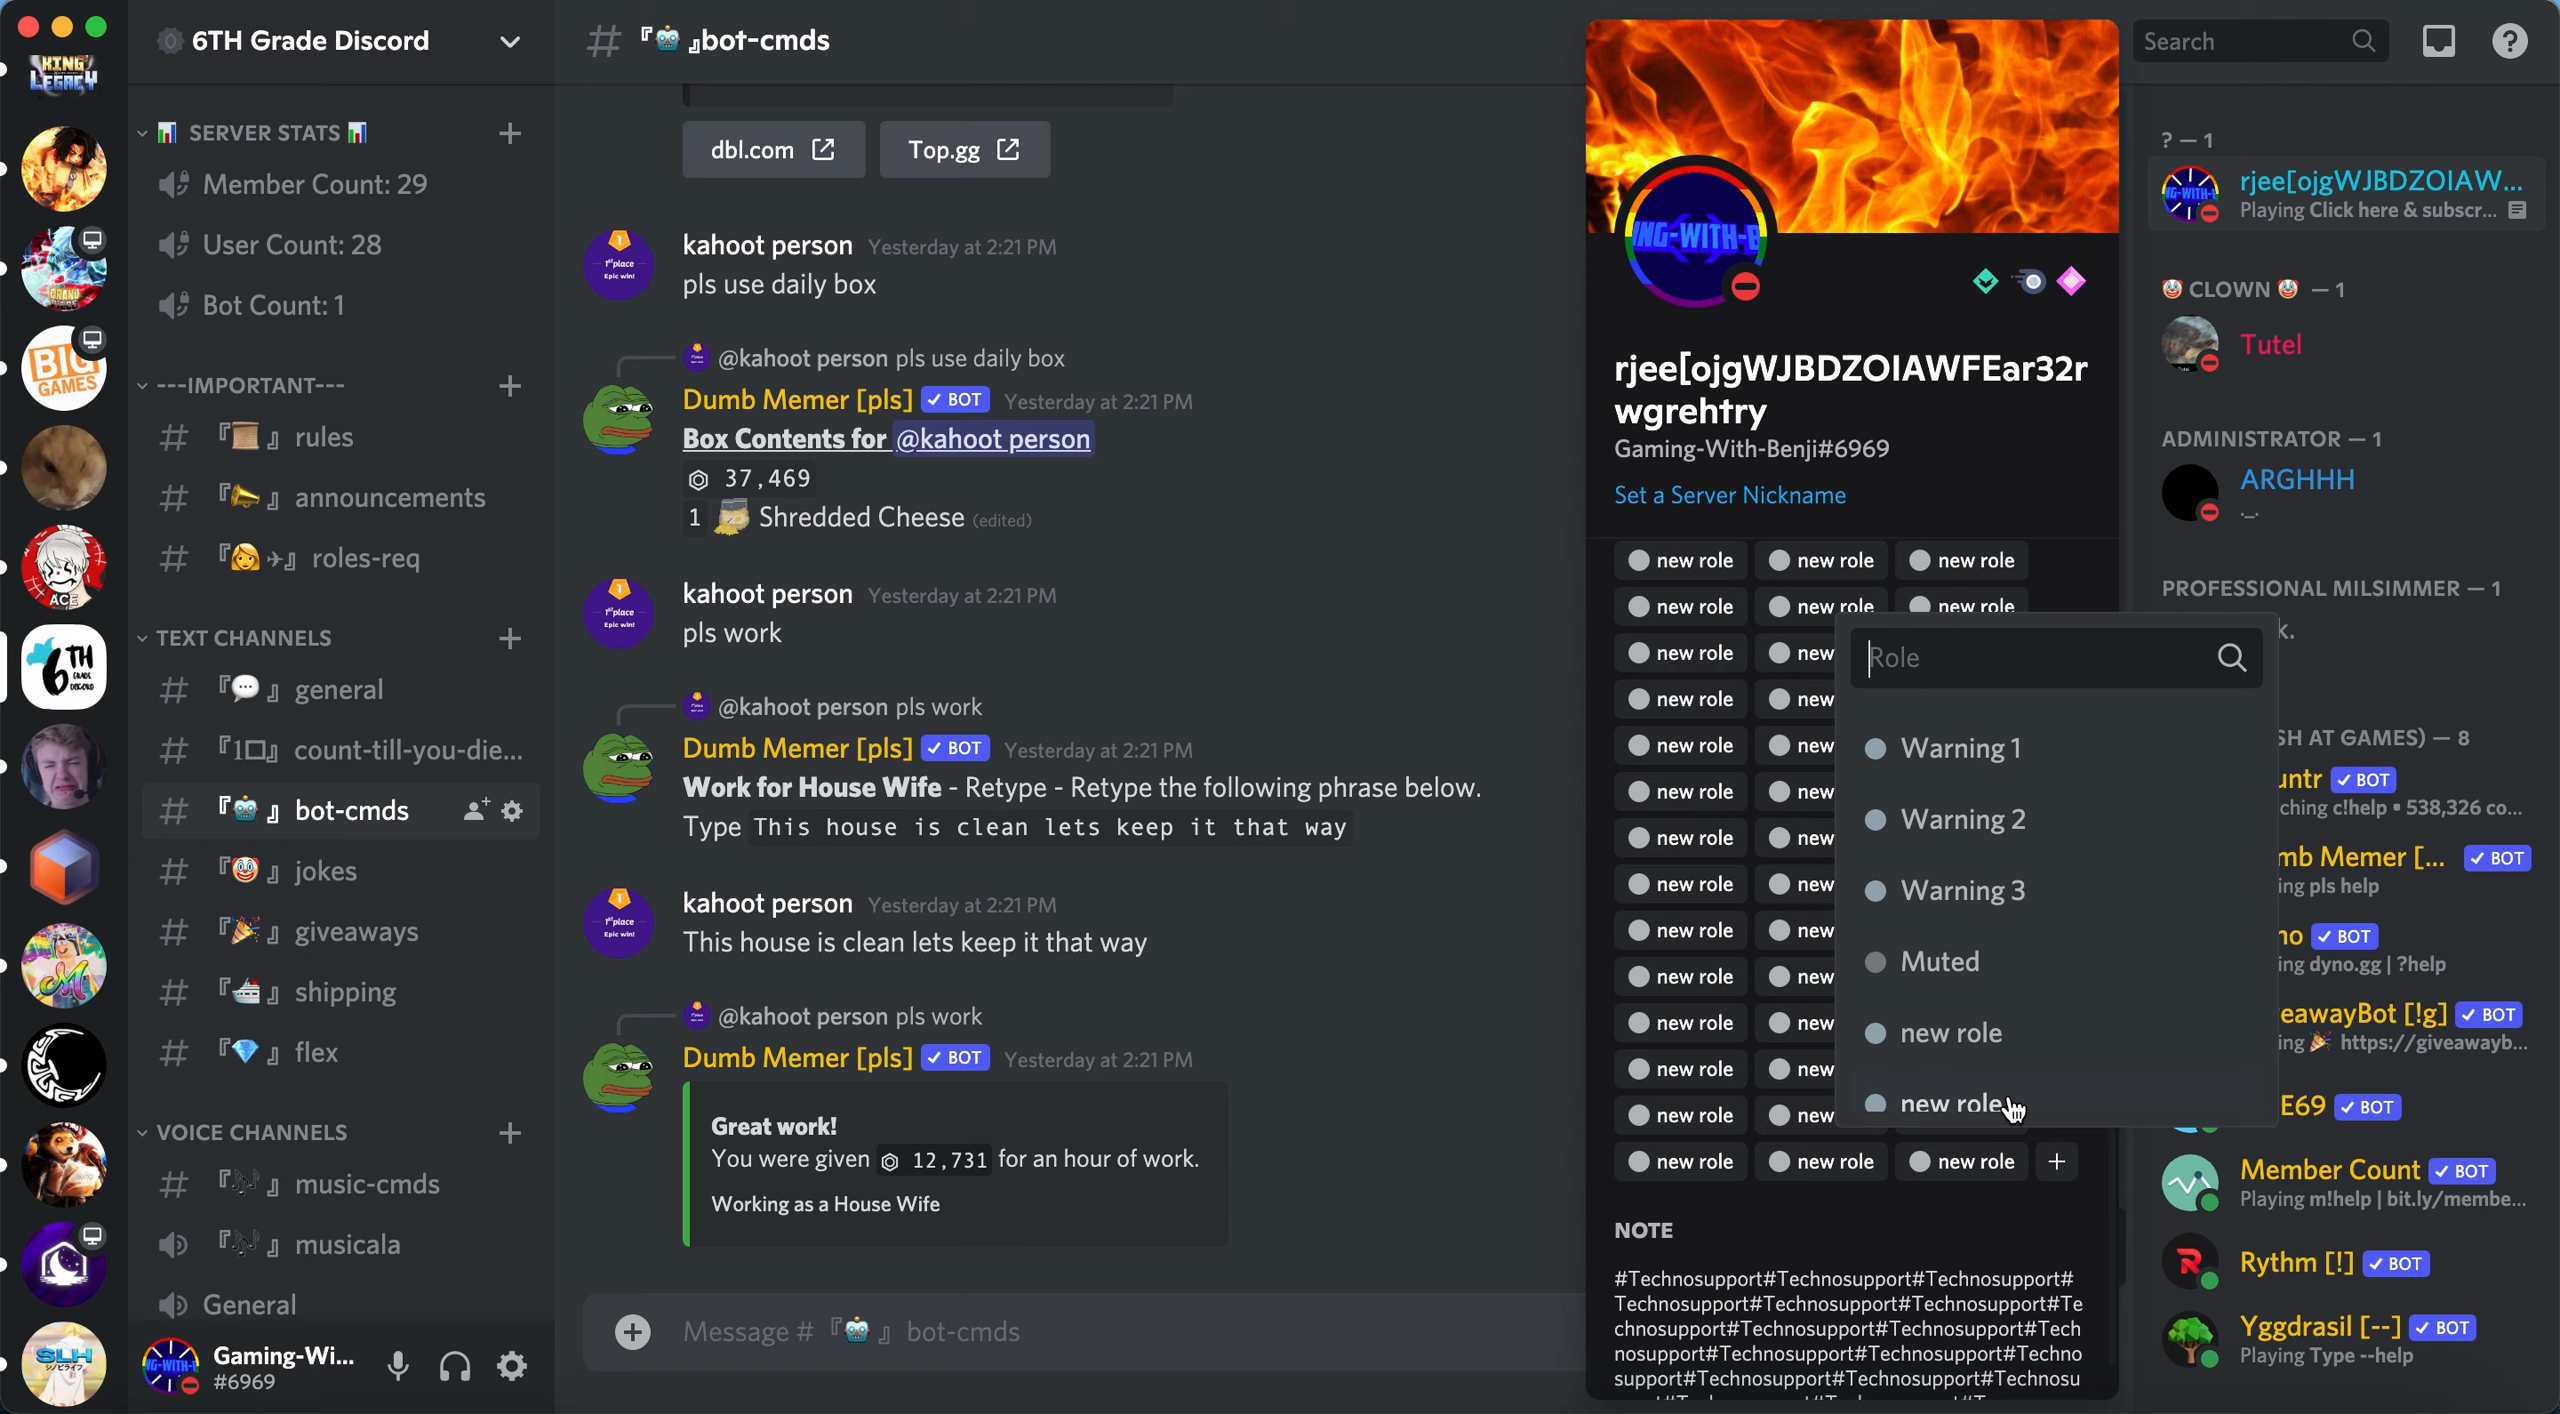 KING LEGACY
BIG GAMES
ACE
6TH GRADE DISCORD
SLH
6TH Grade Discord
SERVER STATS
Member Count: 29
User Count: 28
Bot Count: 1
---IMPORTANT---
# 『📜』 rules
# 『📣』 announcements
# 『👩✈』 roles-req
TEXT CHANNELS
# 『💬』 general
# 『1□』 count-till-you-die...
# 『🤖』 bot-cmds
# 『🤡』 jokes
# 『🎉』 giveaways
# 『🚢』 shipping
# 『💎』 flex
VOICE CHANNELS
# 『🎶』 music-cmds
『🎶』 musicala
General
Gaming-Wi...
#6969
# 『🤖』bot-cmds
dbl.com
Top.gg
kahoot person Yesterday at 2:21 PM
pls use daily box
@kahoot person pls use daily box
Dumb Memer [pls] ✓ BOT Yesterday at 2:21 PM
Box Contents for @kahoot person
37,469
1 Shredded Cheese (edited)
kahoot person Yesterday at 2:21 PM
pls work
@kahoot person pls work
Dumb Memer [pls] ✓ BOT Yesterday at 2:21 PM
Work for House Wife - Retype - Retype the following phrase below.
Type This house is clean lets keep it that way
kahoot person Yesterday at 2:21 PM
This house is clean lets keep it that way
@kahoot person pls work
Dumb Memer [pls] ✓ BOT Yesterday at 2:21 PM
Great work!
You were given 12,731 for an hour of work.
Working as a House Wife
Message # 『🤖』 bot-cmds
NG-WITH-B
rjee[ojgWJBDZOIAWFEar32r
wgrehtry
Gaming-With-Benji#6969
Set a Server Nickname
new role new role new role
new role new role new role
new role new
new role new
new role new
new role new
new role new
new role new
new role new
new role new
new role new
new role new
new role new
new role new role new role +
Role
Warning 1
Warning 2
Warning 3
Muted
new role
new role
NOTE
#Technosupport#Technosupport#Technosupport#
Technosupport#Technosupport#Technosupport#Te
chnosupport#Technosupport#Technosupport#Tech
nosupport#Technosupport#Technosupport#Techno
support#Technosupport#Technosupport#Technosu
Search
? — 1
rjee[ojgWJBDZOIAW...
Playing Click here & subscr...
🤡 CLOWN 🤡 — 1
Tutel
ADMINISTRATOR — 1
ARGHHH
._.
PROFESSIONAL MILSIMMER — 1
k.
SH AT GAMES) — 8
untr ✓ BOT
ching c!help • 538,326 co...
mb Memer [... ✓ BOT
ing pls help
no ✓ BOT
ing dyno.gg | ?help
eawayBot [!g] ✓ BOT
ing 🎉 https://giveawayb...
E69 ✓ BOT
Member Count ✓ BOT
Playing m!help | bit.ly/membe...
Rythm [!] ✓ BOT
Yggdrasil [--] ✓ BOT
Playing Type --help